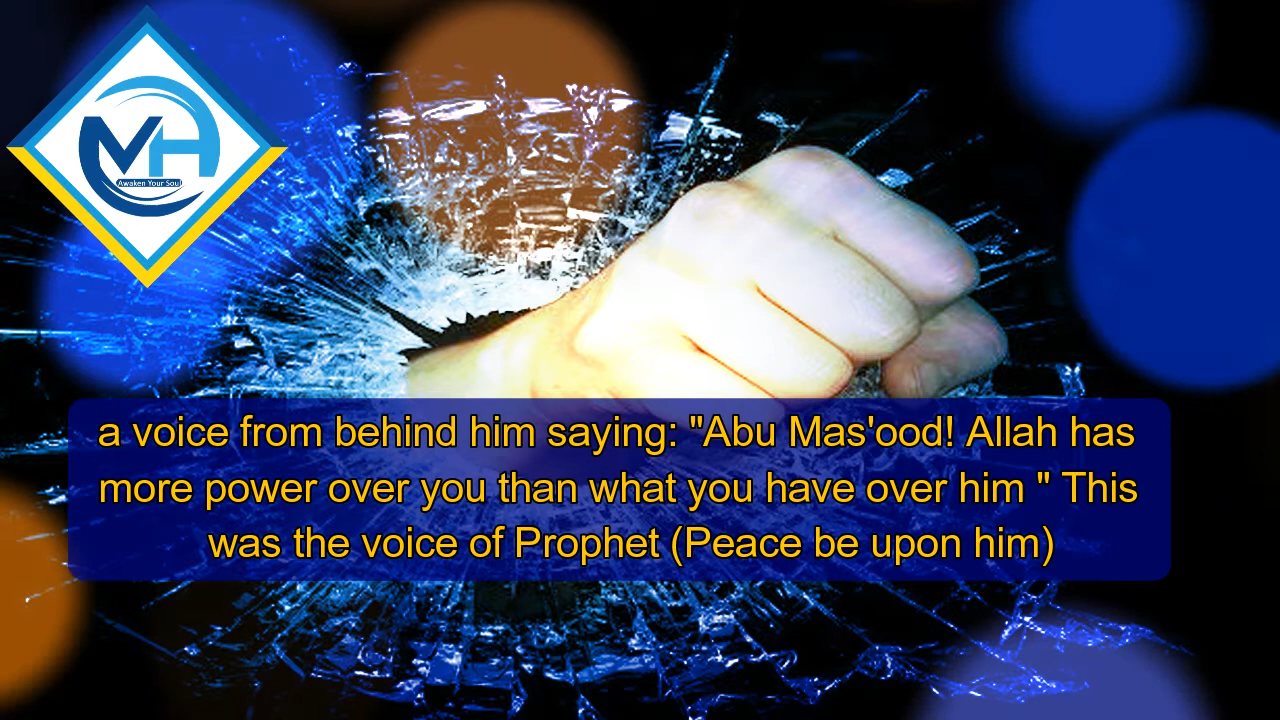 MH
Awaken Your Soul
a voice from behind him saying: "Abu Mas'ood! Allah has
more power over you than what you have over him " This
was the voice of Prophet (Peace be upon him)